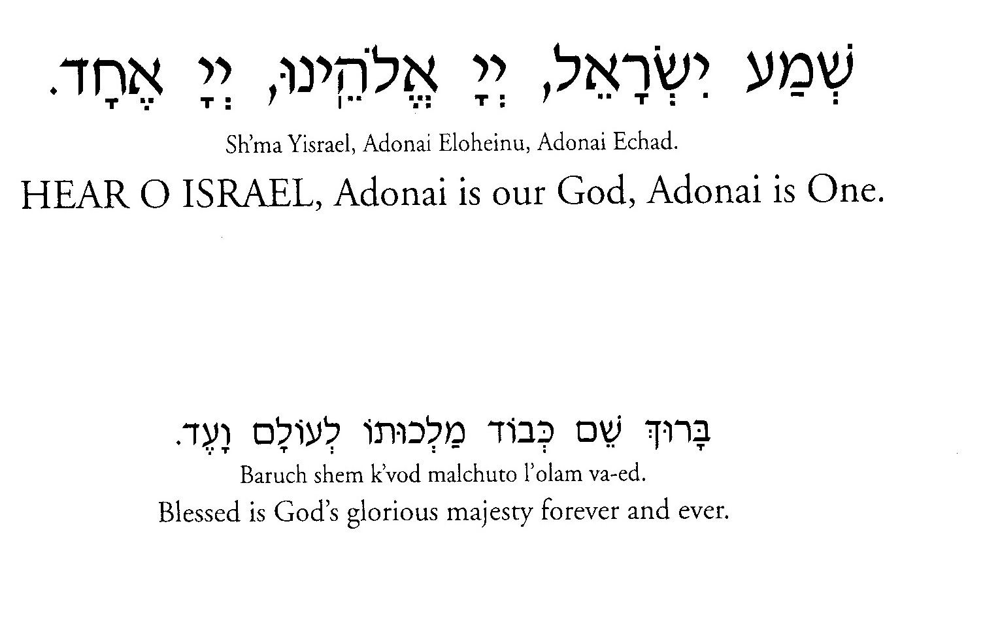 שְׁמַע יִשְׂרָאֵל, יְיָ אֱלֹהֵֽינוּ, יְיָ אֶחָד.
Sh’ma Yisrael, Adonai Eloheinu, Adonai Echad.
HEAR O ISRAEL, Adonai is our God, Adonai is One.
בָּרוּךְ שֵׁם כְּבוֹד מַלְכוּתוֹ לְעוֹלָם וָעֶד.
Baruch shem k’vod malchuto l’olam va-ed.
Blessed is God’s glorious majesty forever and ever.